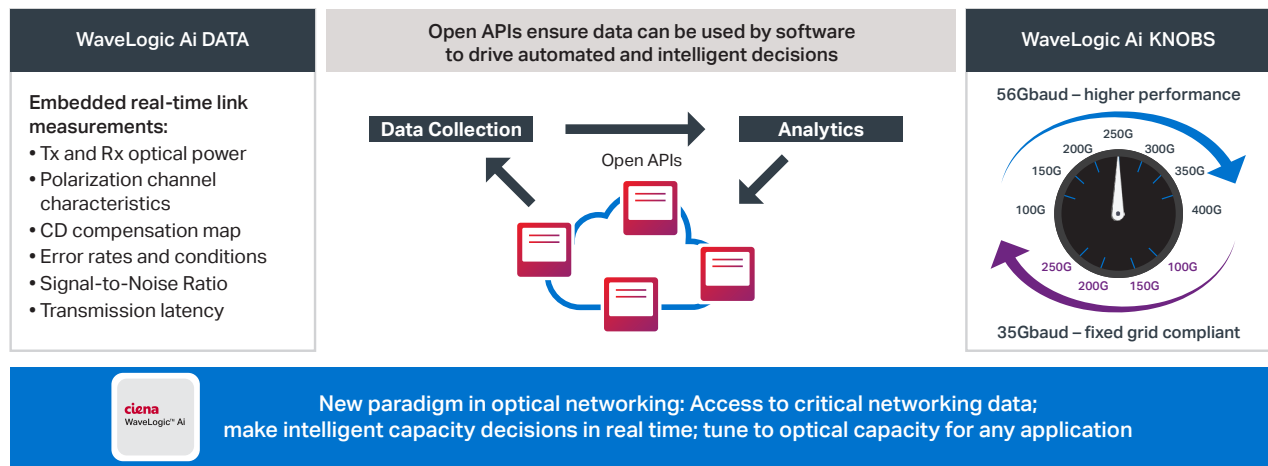 WaveLogic Ai DATA
Embedded real-time link
measurements:
• Tx and Rx optical power
• Polarization channel
characteristics
• CD compensation map
• Error rates and conditions
• Signal-to-Noise Ratio
• Transmission latency
Open APIs ensure data can be used by software
to drive automated and intelligent decisions
Data Collection
Analytics
Open APIs
WaveLogic Ai KNOBS
56Gbaud – higher performance
250G
200G
300G
150G
350G
100G
400G
250G
100G
200G
150G
35Gbaud – fixed grid compliant
ciena
WaveLogic™ Ai
New paradigm in optical networking: Access to critical networking data;
make intelligent capacity decisions in real time; tune to optical capacity for any application